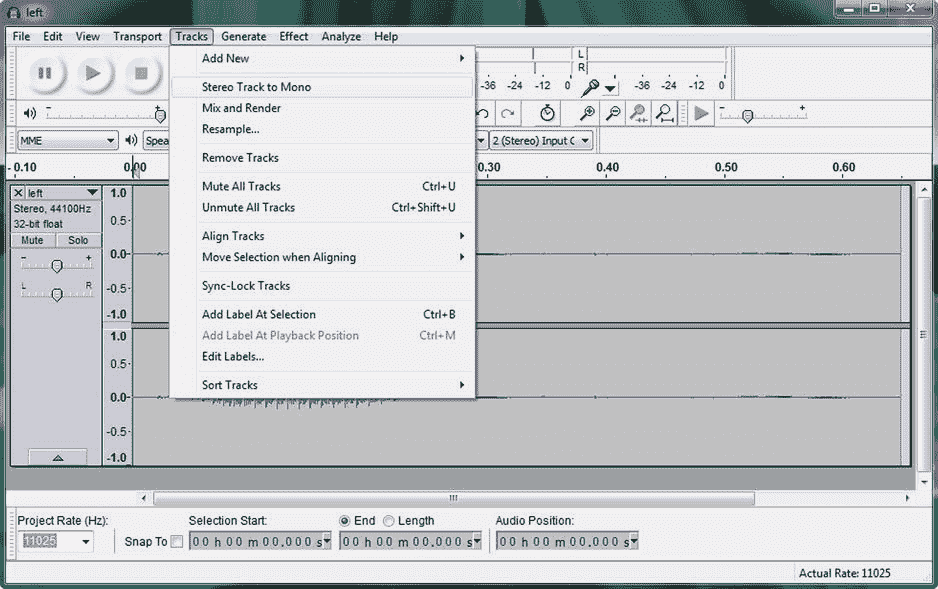 left
File Edit View Transport Tracks Generate Effect Analyze Help
Add New
L
R
-36 -24 -12 0 -36 -24 -12 0
Stereo Track to Mono
Mix and Render
Resample...
- +
- +
MME
2 (Stereo) Input C
Remove Tracks
-0.10 0.00 0.30 0.40 0.50 0.60
Mute All Tracks Ctrl+U
Unmute All Tracks Ctrl+Shift+U
left
Stereo, 44100Hz
32-bit float
Mute Solo
- +
L R
1.0
0.5
0.0
-0.5
-1.0
1.0
0.5
0.0
-0.5
-1.0
Align Tracks
Move Selection when Aligning
Sync-Lock Tracks
Add Label At Selection Ctrl+B
Add Label At Playback Position Ctrl+M
Edit Labels...
Sort Tracks
Project Rate (Hz): Selection Start: End Length Audio Position:
11025 Snap To 00 h 00 m 00.000 s 00 h 00 m 00.000 s 00 h 00 m 00.000 s
Actual Rate: 11025